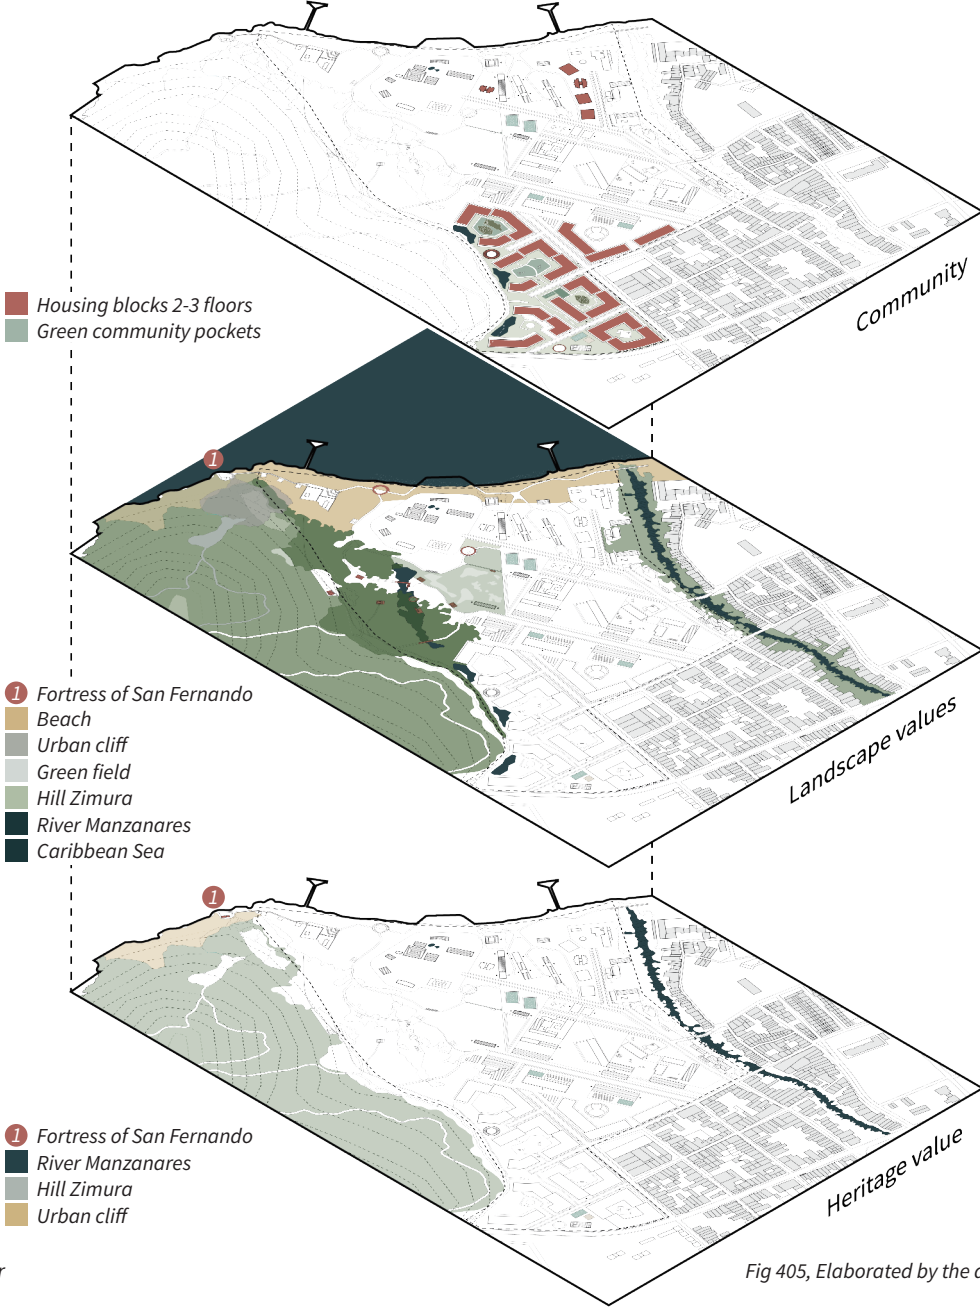 Community
Housing blocks 2-3 floors
Green community pockets
1
Landscape values
1 Fortress of San Fernando
Beach
Urban cliff
Green field
Hill Zimura
River Manzanares
Caribbean Sea
1
Heritage value
1 Fortress of San Fernando
River Manzanares
Hill Zimura
Urban cliff
Fig 405, Elaborated by the